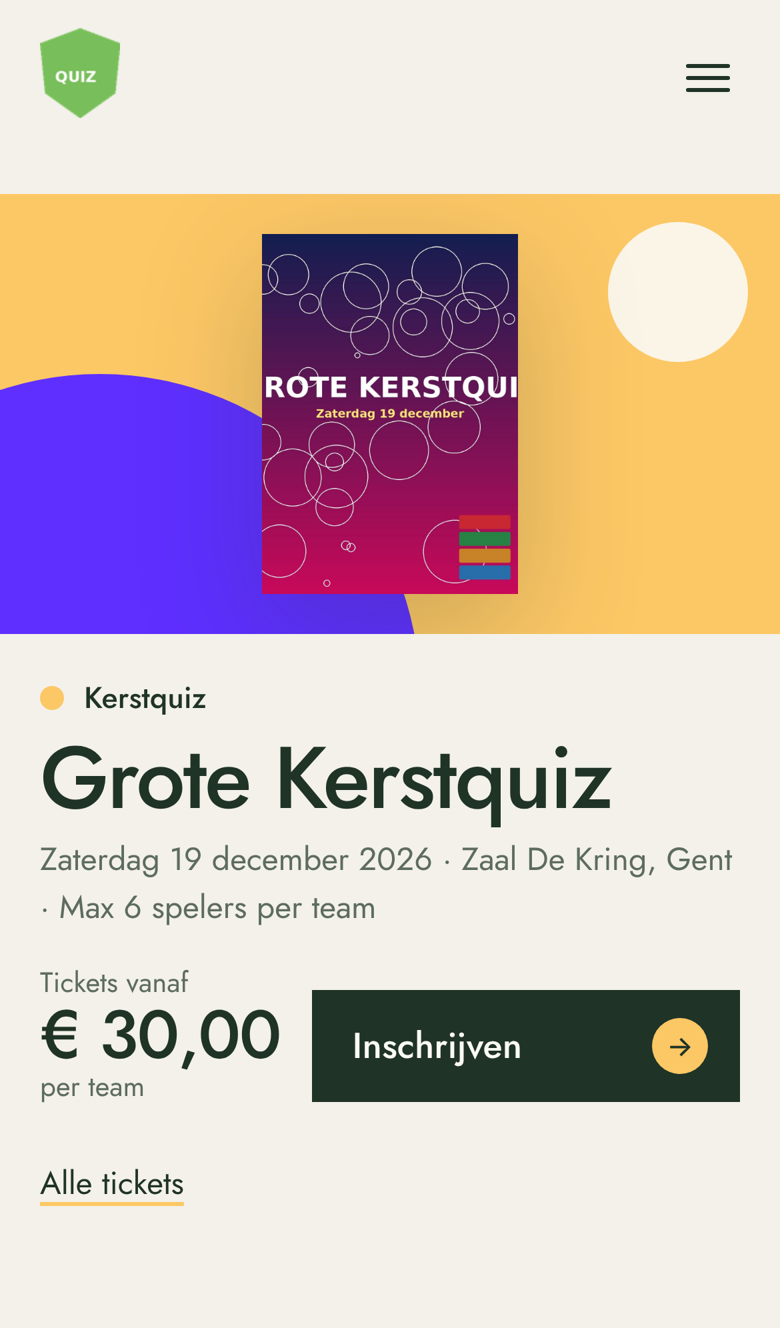 QUIZ
ROTE KERSTQUI
Zaterdag 19 december
Kerstquiz
Grote Kerstquiz
Zaterdag 19 december 2026 · Zaal De Kring, Gent
· Max 6 spelers per team
Tickets vanaf
€ 30,00
per team
Inschrijven
Alle tickets